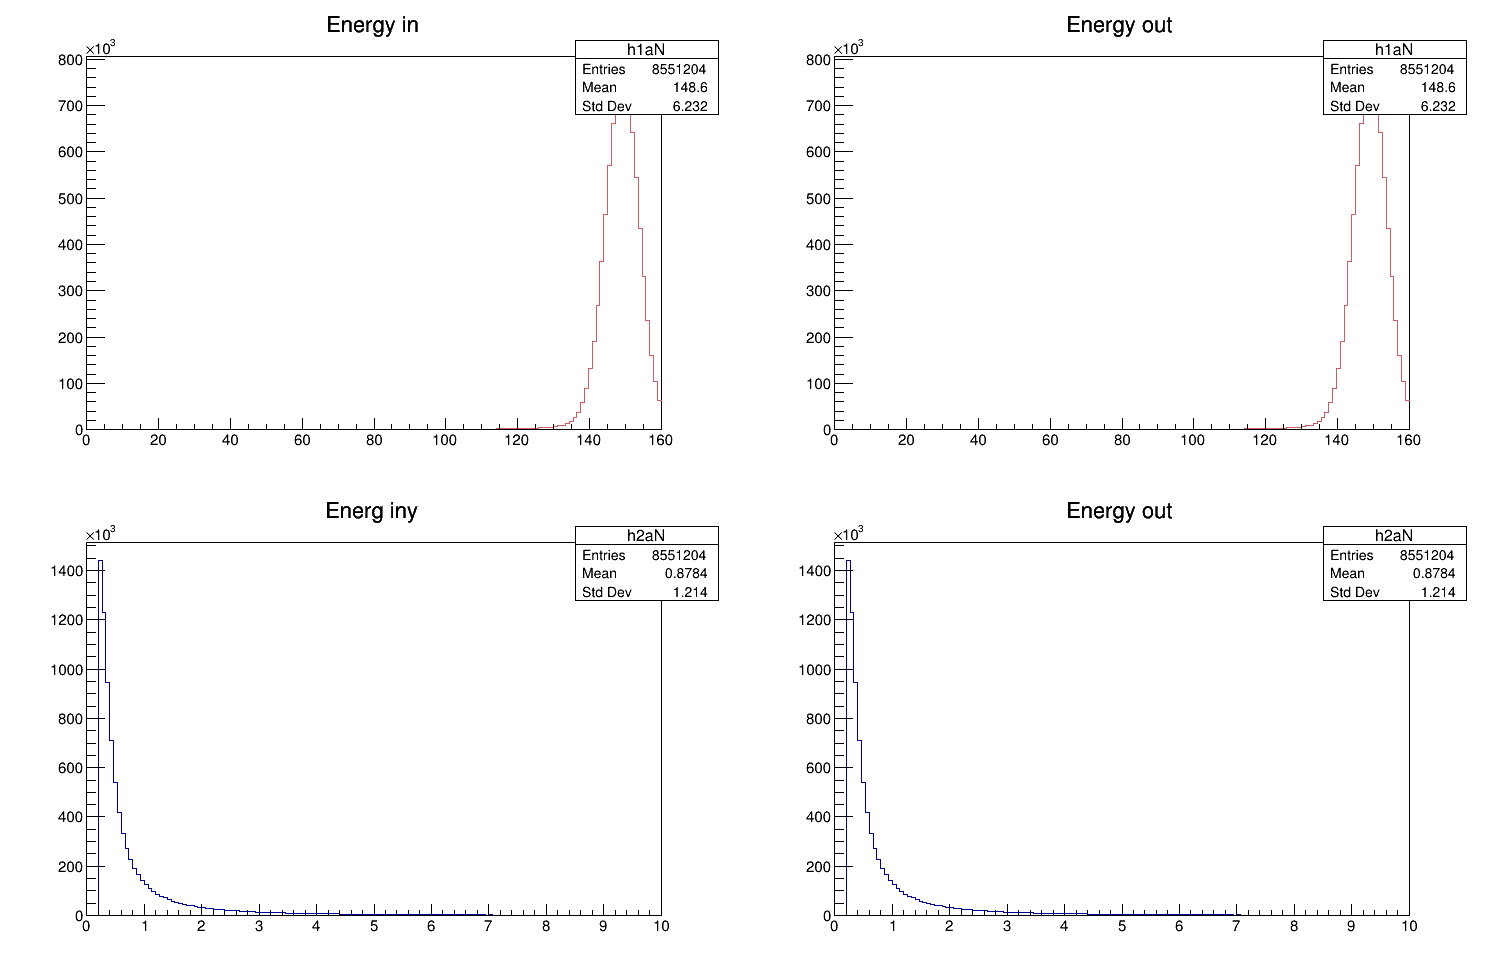 Energy in
×10³
h1aN
Entries 8551204
Mean 148.6
Std Dev 6.232
800
700
600
500
400
300
200
100
0
0 20 40 60 80 100 120 140 160
Energy out
×10³
h1aN
Entries 8551204
Mean 148.6
Std Dev 6.232
800
700
600
500
400
300
200
100
0
0 20 40 60 80 100 120 140 160
Energ iny
×10³
h2aN
Entries 8551204
Mean 0.8784
Std Dev 1.214
1400
1200
1000
800
600
400
200
0
0 1 2 3 4 5 6 7 8 9 10
Energy out
×10³
h2aN
Entries 8551204
Mean 0.8784
Std Dev 1.214
1400
1200
1000
800
600
400
200
0
0 1 2 3 4 5 6 7 8 9 10